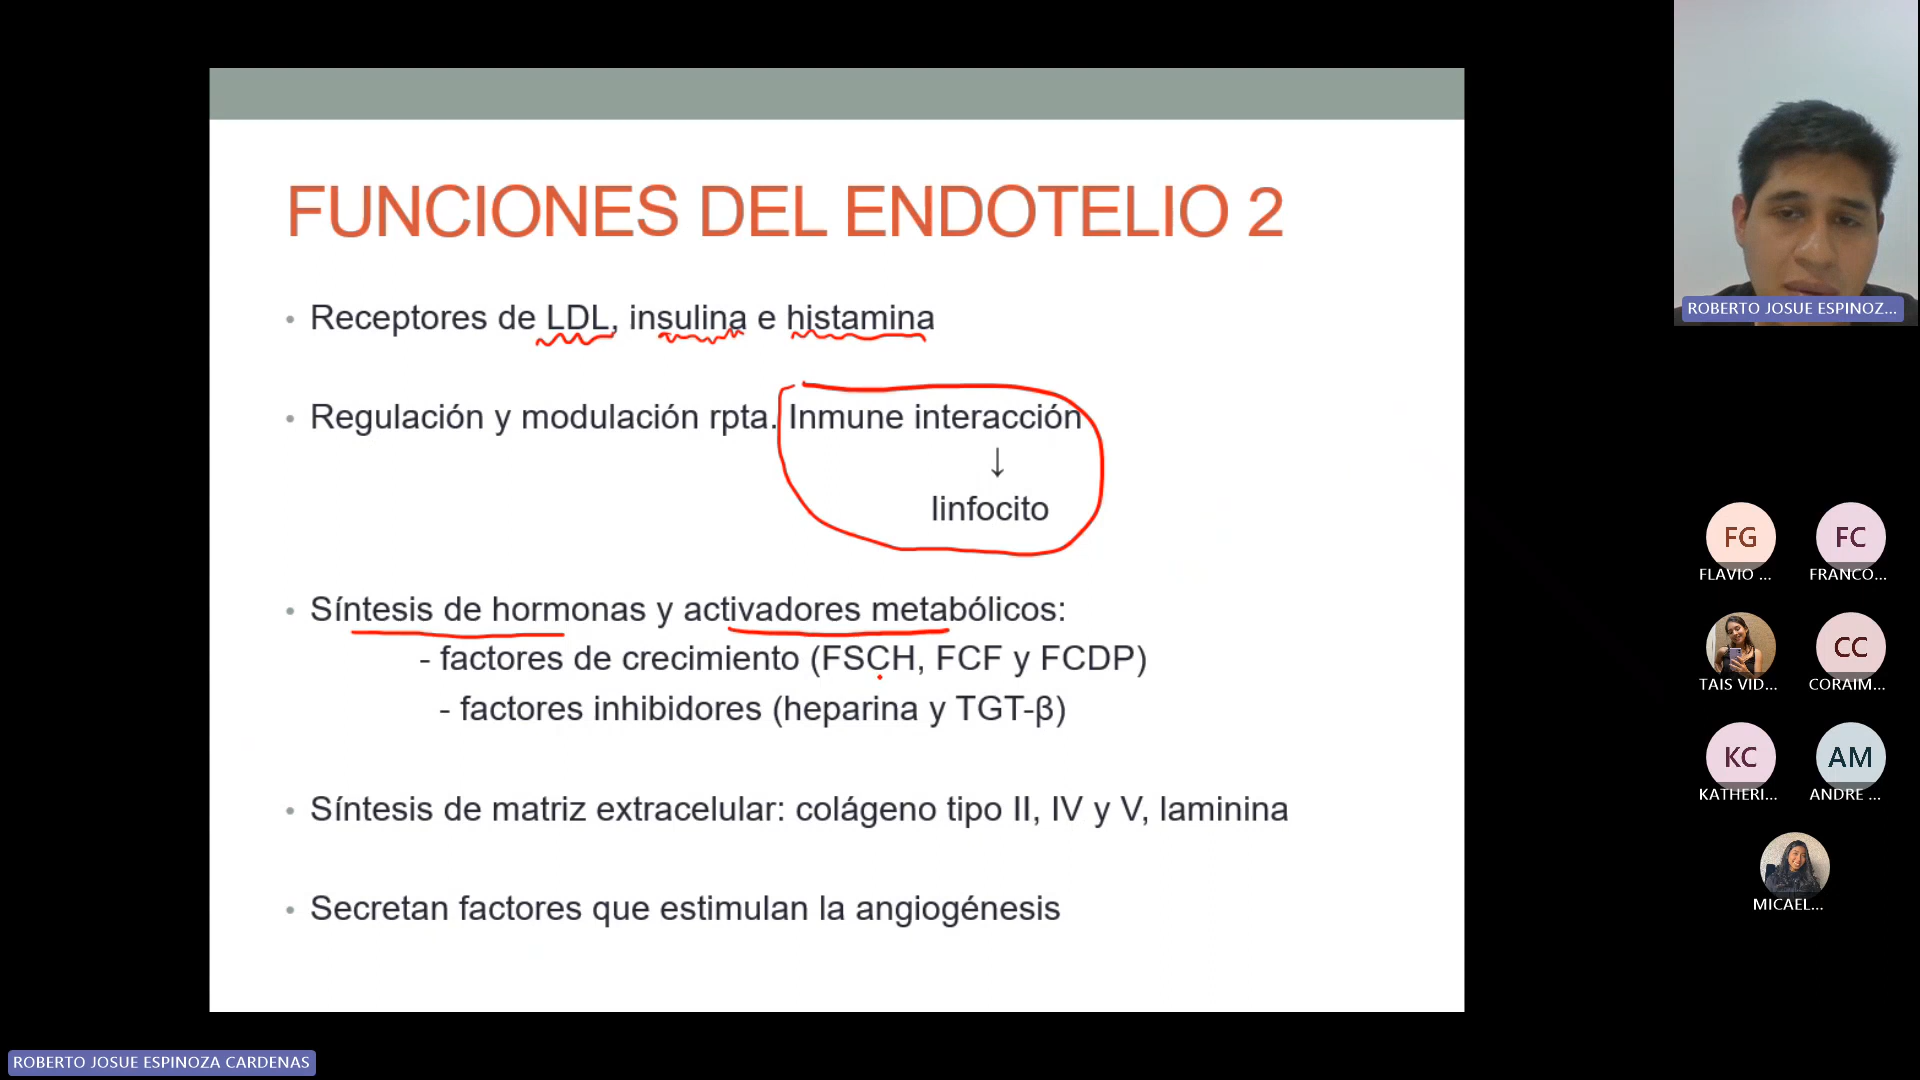 FUNCIONES DEL ENDOTELIO 2
• Receptores de LDL, insulina e histamina
• Regulación y modulación rpta. Inmune interacción
↓
linfocito
• Síntesis de hormonas y activadores metabólicos:
- factores de crecimiento (FSCH, FCF y FCDP)
- factores inhibidores (heparina y TGT-β)
• Síntesis de matriz extracelular: colágeno tipo II, IV y V, laminina
• Secretan factores que estimulan la angiogénesis
ROBERTO JOSUE ESPINOZ...
FG
FLAVIO ...
FC
FRANCO...
TAIS VID...
CC
CORAIM...
KC
KATHERI...
AM
ANDRE ...
MICAEL...
ROBERTO JOSUE ESPINOZA CARDENAS